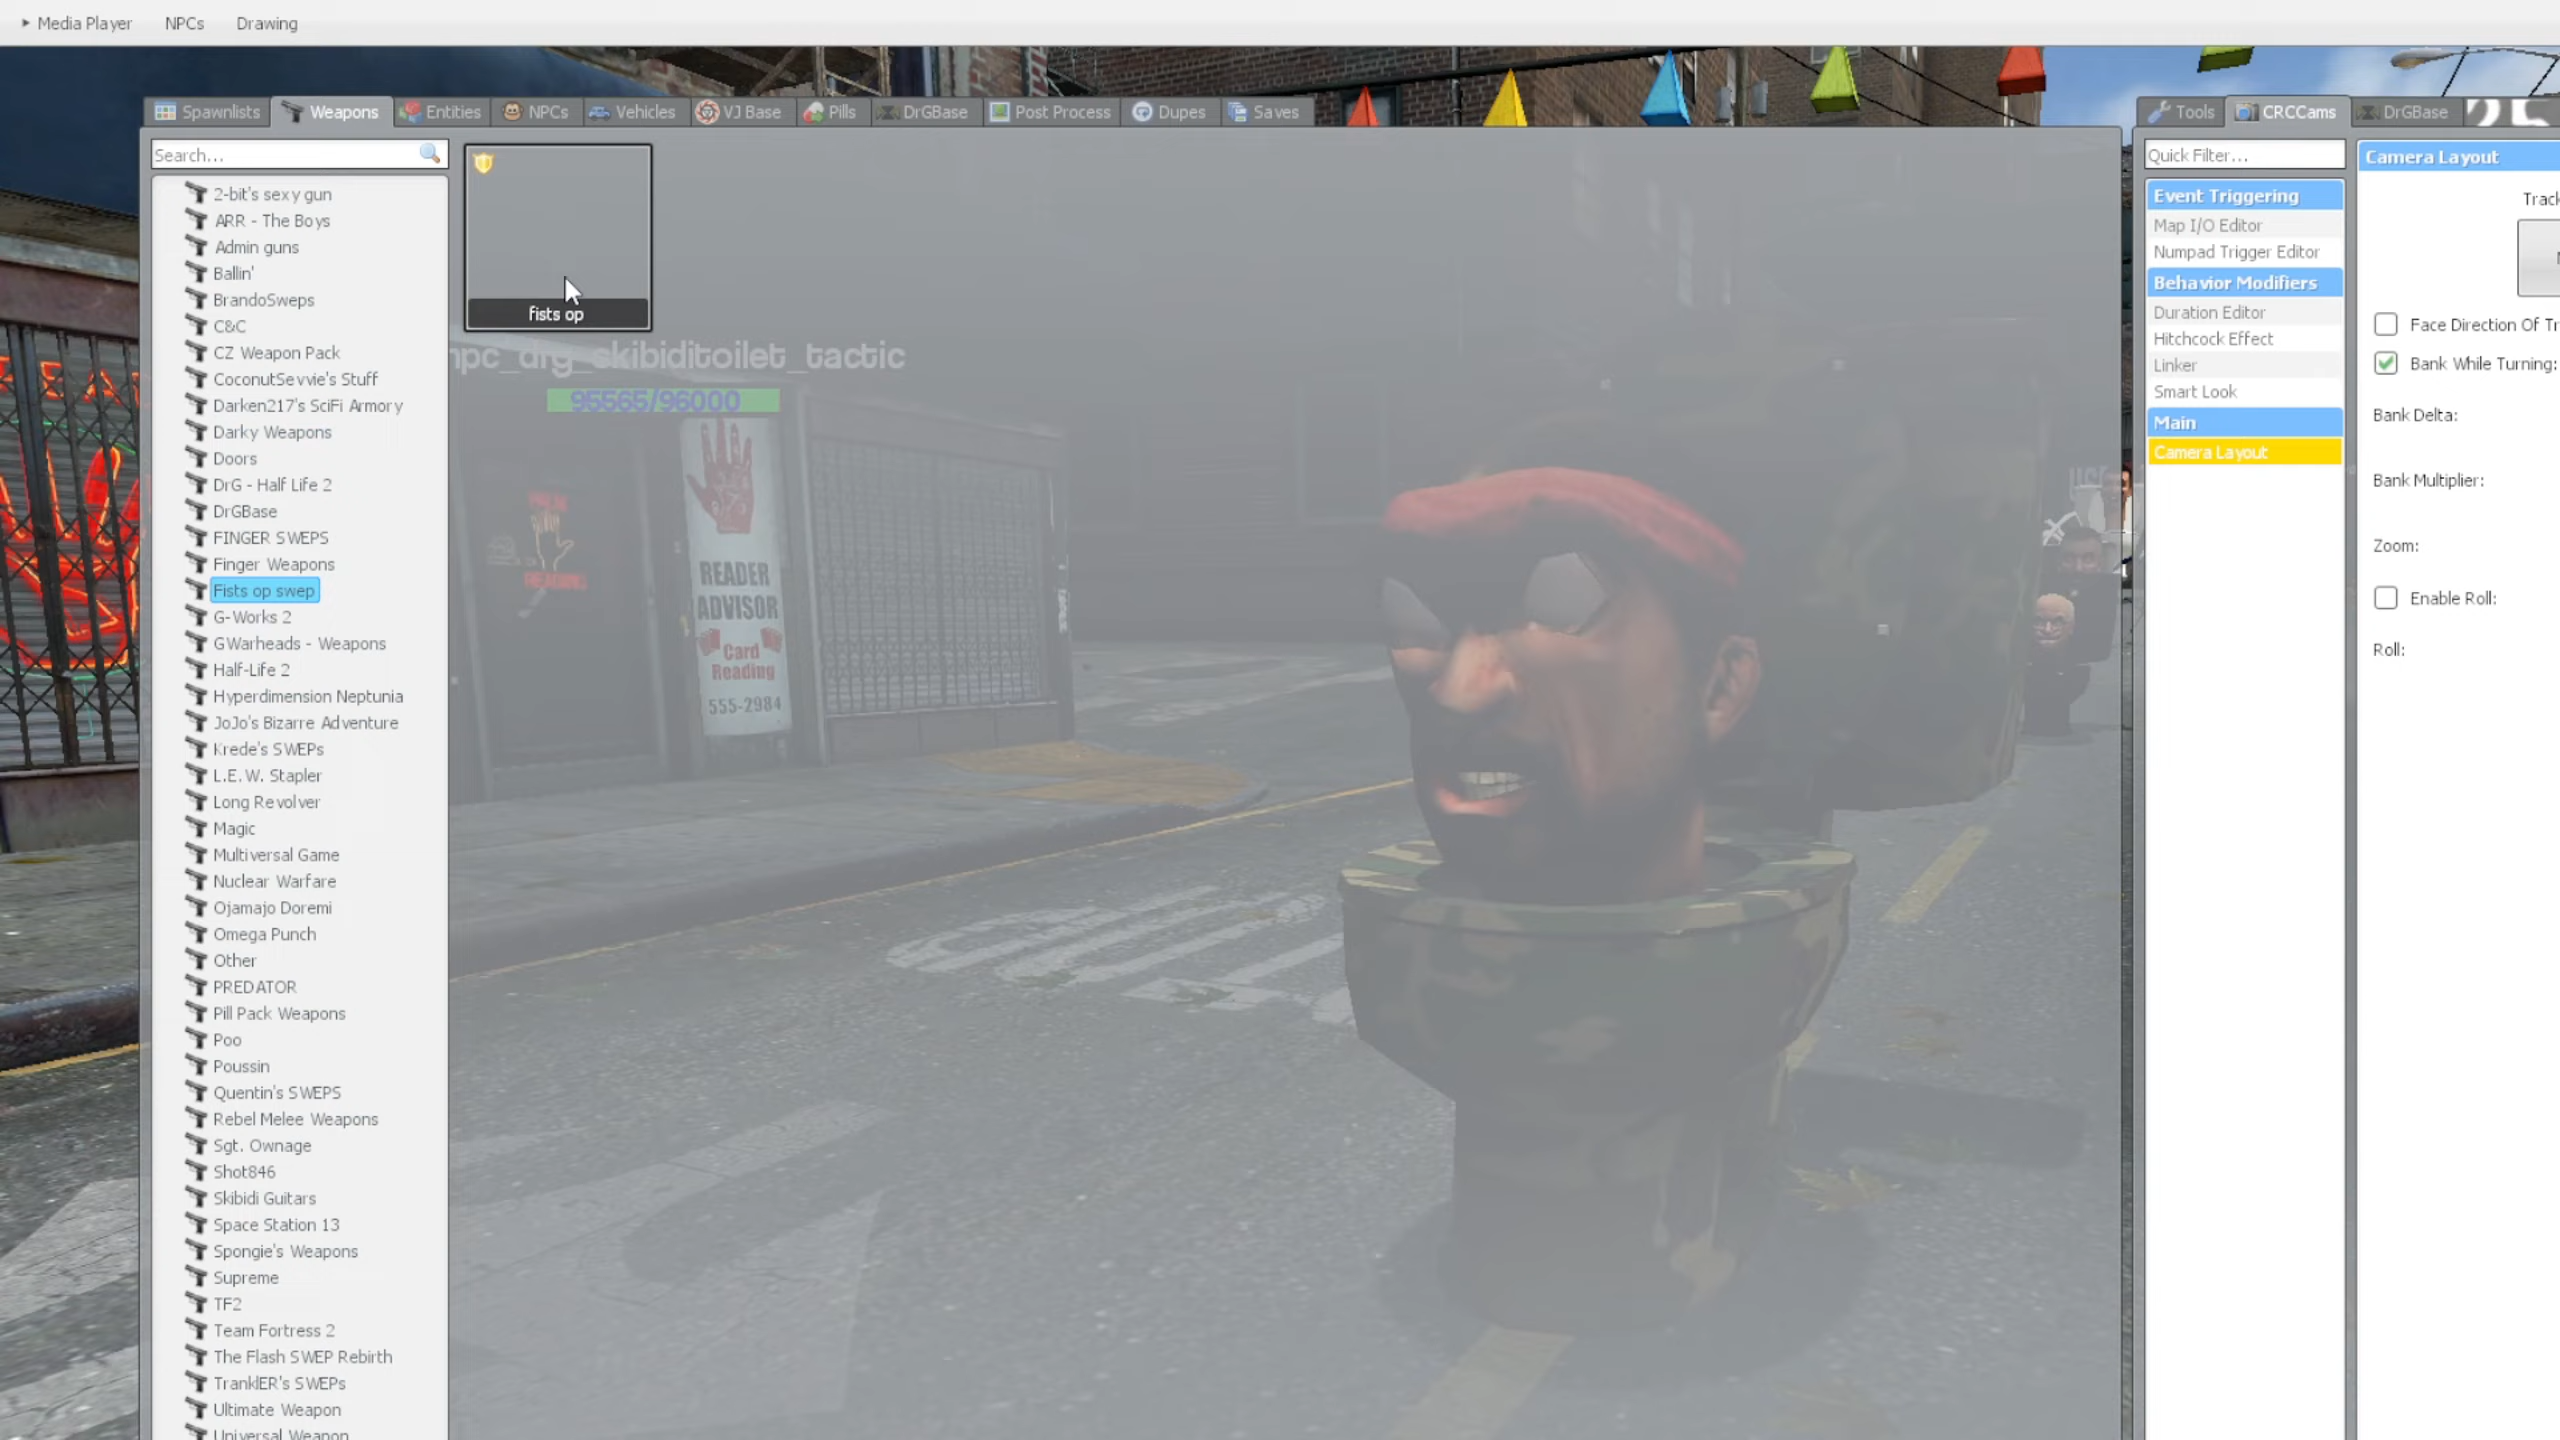 Media Player NPCs Drawing
Spawnlists Weapons Entities NPCs Vehicles VJ Base Pills DrGBase Post Process Dupes Saves
Search...
2-bit's sexy gun
ARR - The Boys
Admin guns
Ballin'
BrandoSweps
C&C
CZ Weapon Pack
CoconutSevvie's Stuff
Darken217's SciFi Armory
Darky Weapons
Doors
DrG - Half Life 2
DrGBase
FINGER SWEPS
Finger Weapons
Fists op swep
G-Works 2
GWarheads - Weapons
Half-Life 2
Hyperdimension Neptunia
JoJo's Bizarre Adventure
Krede's SWEPs
L.E.W. Stapler
Long Revolver
Magic
Multiversal Game
Nuclear Warfare
Ojamajo Doremi
Omega Punch
Other
PREDATOR
Pill Pack Weapons
Poo
Poussin
Quentin's SWEPS
Rebel Melee Weapons
Sgt. Ownage
Shot846
Skibidi Guitars
Space Station 13
Spongie's Weapons
Supreme
TF2
Team Fortress 2
The Flash SWEP Rebirth
TranklER's SWEPs
Ultimate Weapon
Universal Weapon
fists op
npc_drg_skibiditoilet_tactic
95565/96000
PALM
READING
READER
ADVISOR
Card
Reading
555-2984
Tools CRCCams DrGBase
Quick Filter...
Event Triggering
Map I/O Editor
Numpad Trigger Editor
Behavior Modifiers
Duration Editor
Hitchcock Effect
Linker
Smart Look
Main
Camera Layout
Camera Layout
Track
Face Direction Of Tr
Bank While Turning:
Bank Delta:
Bank Multiplier:
Zoom:
Enable Roll:
Roll: